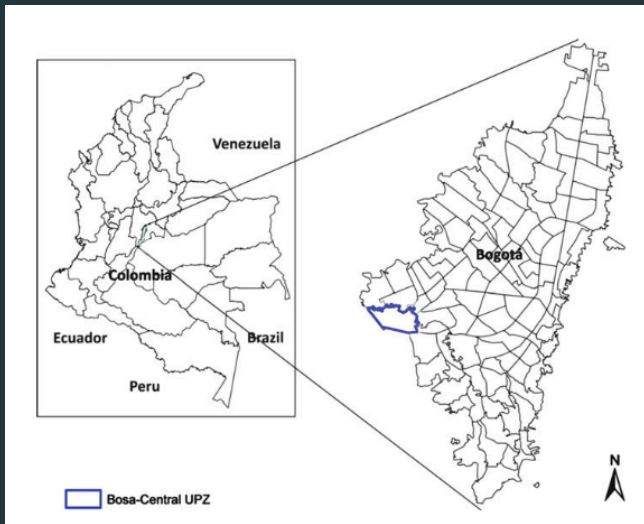 Venezuela
Bogotá
Colombia
Ecuador
Brazil
Peru
N
Bosa-Central UPZ